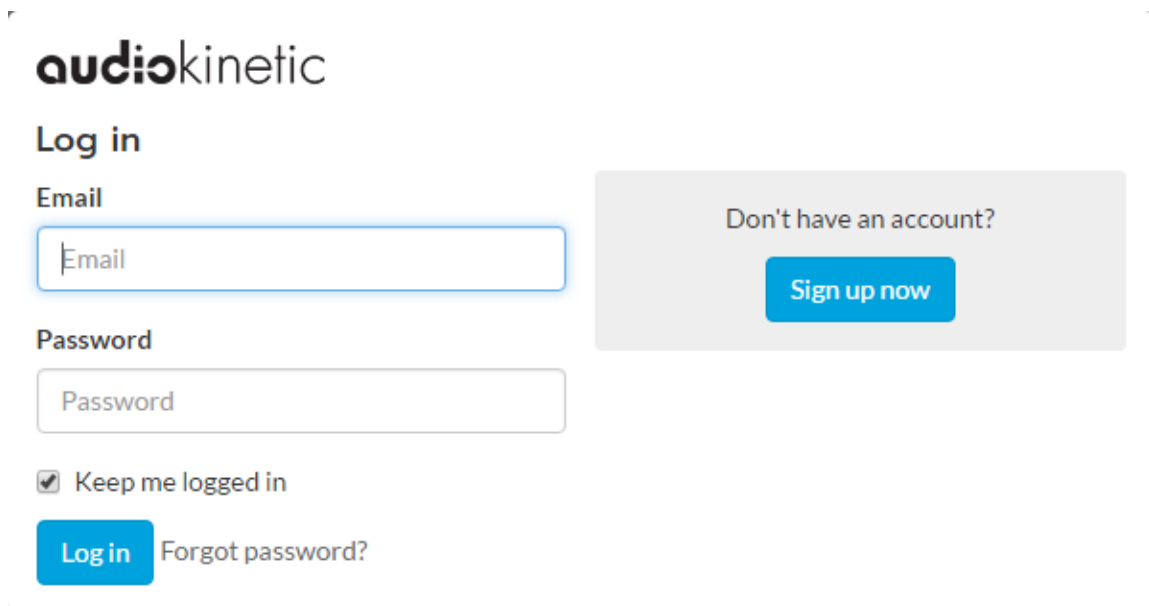 audiokinetic
Log in
Email
Email
Password
Password
Keep me logged in
Log in Forgot password?
Don't have an account?
Sign up now